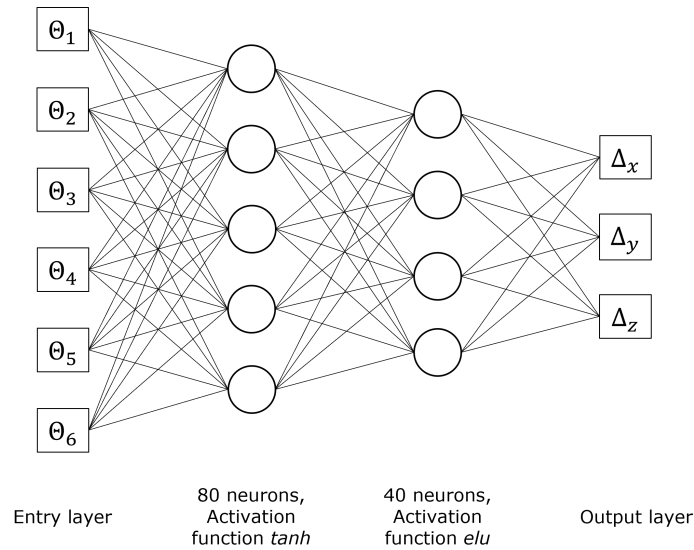 Θ1
Θ2
Θ3
Θ4
Θ5
Θ6
Δx
Δy
Δz
Entry layer
80 neurons,
Activation
function tanh
40 neurons,
Activation
function elu
Output layer